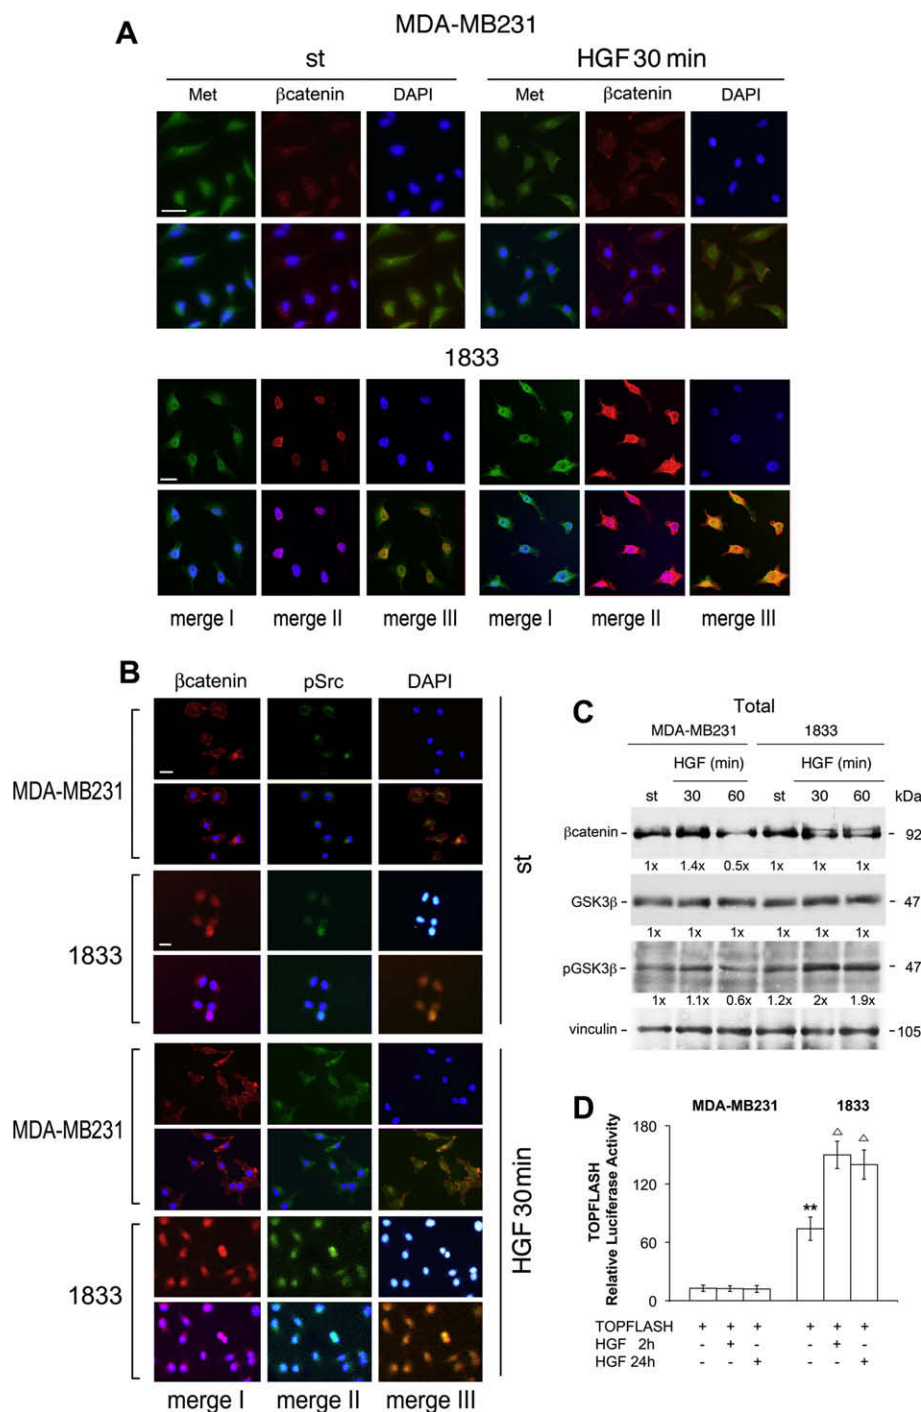 A
MDA-MB231
st HGF 30 min
Met βcatenin DAPI Met βcatenin DAPI
1833
merge I merge II merge III merge I merge II merge III
B
βcatenin pSrc DAPI
MDA-MB231
1833
st
MDA-MB231
1833
HGF 30min
merge I merge II merge III
C
Total
MDA-MB231 1833
HGF (min) HGF (min)
st 30 60 st 30 60 kDa
βcatenin - - 92
1x 1.4x 0.5x 1x 1x 1x
GSK3β - - 47
1x 1x 1x 1x 1x 1x
pGSK3β - - 47
1x 1.1x 0.6x 1.2x 2x 1.9x
vinculin - - 105
D
MDA-MB231 1833
TOPFLASH
Relative Luciferase Activity
180
120
60
0
** △ △
TOPFLASH + + + + + +
HGF 2h - + - - + -
HGF 24h - - + - - +